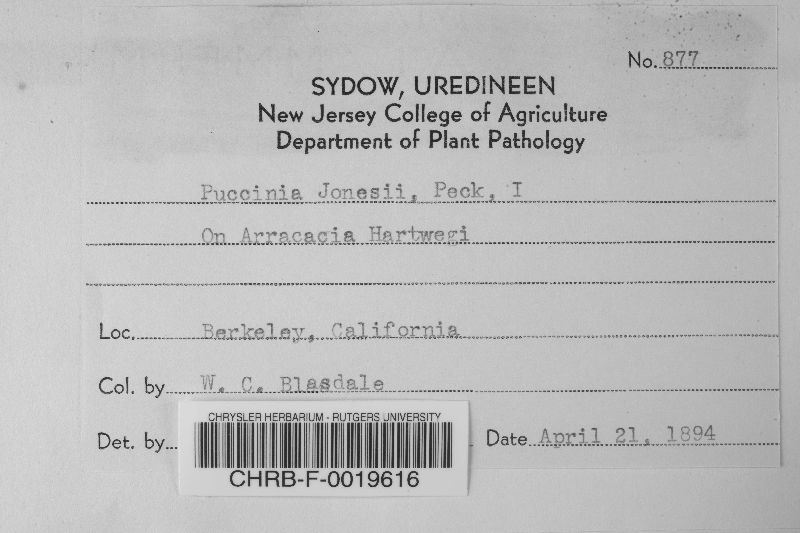 No. 877
SYDOW, UREDINEEN
New Jersey College of Agriculture
Department of Plant Pathology
Puccinia Jonesii, Peck, I
On Arracacia Hartwegi
Loc. Berkeley, California
Col. by W. C. Blasdale
Det. by Date April 21, 1894
CHRYSLER HERBARIUM - RUTGERS UNIVERSITY
CHRB-F-0019616